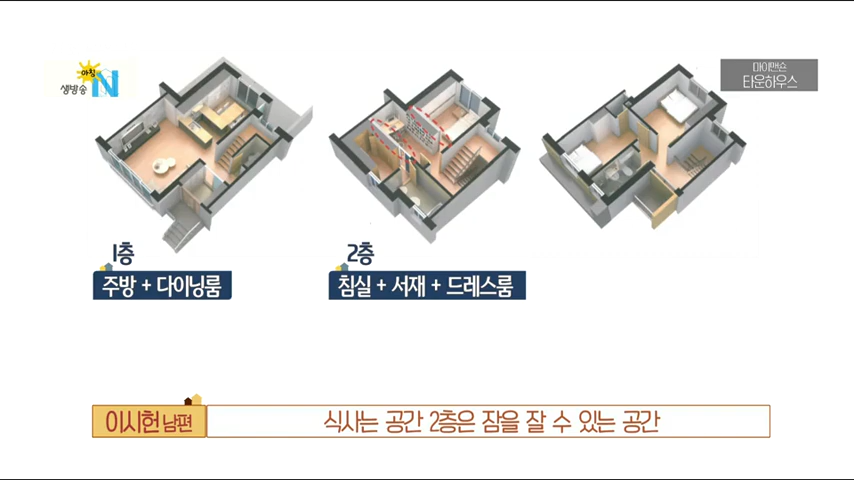 아침
생방송 N
마이맨숀
타운하우스
1층
주방 + 다이닝룸
2층
침실 + 서재 + 드레스룸
이시헌 남편
식사는 공간 2층은 잠을 잘 수 있는 공간